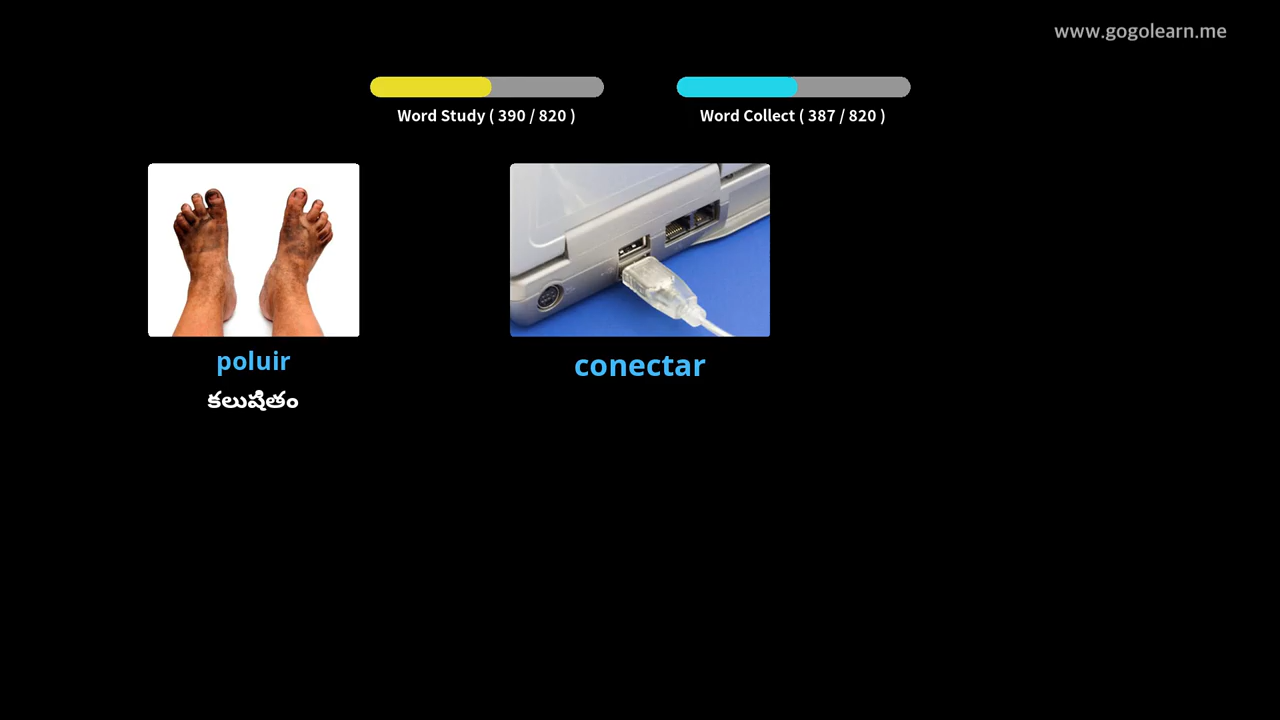 www.gogolearn.me
Word Study ( 390 / 820 )
Word Collect ( 387 / 820 )
poluir
conectar
కలుషితం